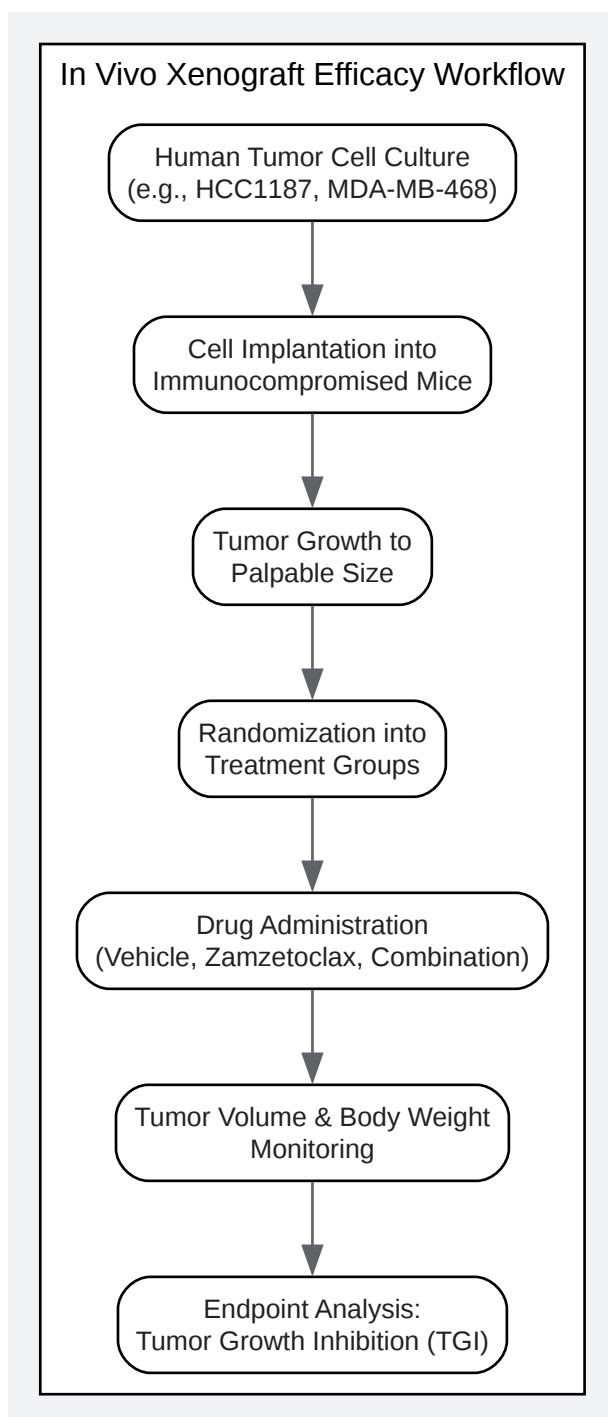 In Vivo Xenograft Efficacy Workflow
Human Tumor Cell Culture
(e.g., HCC1187, MDA-MB-468)
Cell Implantation into
Immunocompromised Mice
Tumor Growth to
Palpable Size
Randomization into
Treatment Groups
Drug Administration
(Vehicle, Zamzetoclax, Combination)
Tumor Volume & Body Weight
Monitoring
Endpoint Analysis:
Tumor Growth Inhibition (TGI)